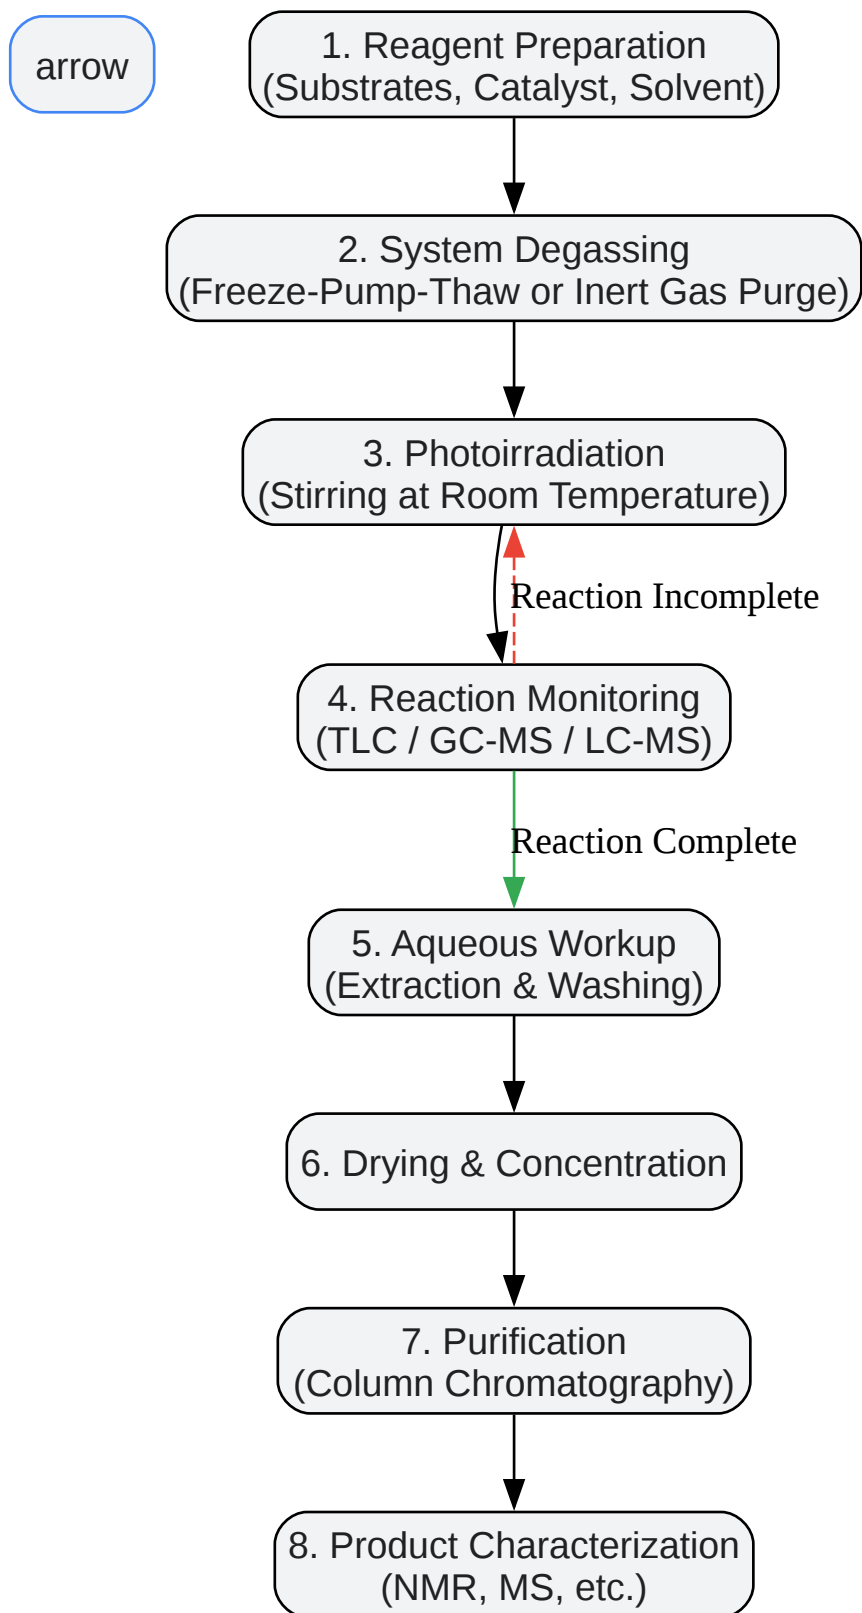 arrow
1. Reagent Preparation
(Substrates, Catalyst, Solvent)
2. System Degassing
(Freeze-Pump-Thaw or Inert Gas Purge)
3. Photoirradiation
(Stirring at Room Temperature)
Reaction Incomplete
4. Reaction Monitoring
(TLC / GC-MS / LC-MS)
Reaction Complete
5. Aqueous Workup
(Extraction & Washing)
6. Drying & Concentration
7. Purification
(Column Chromatography)
8. Product Characterization
(NMR, MS, etc.)